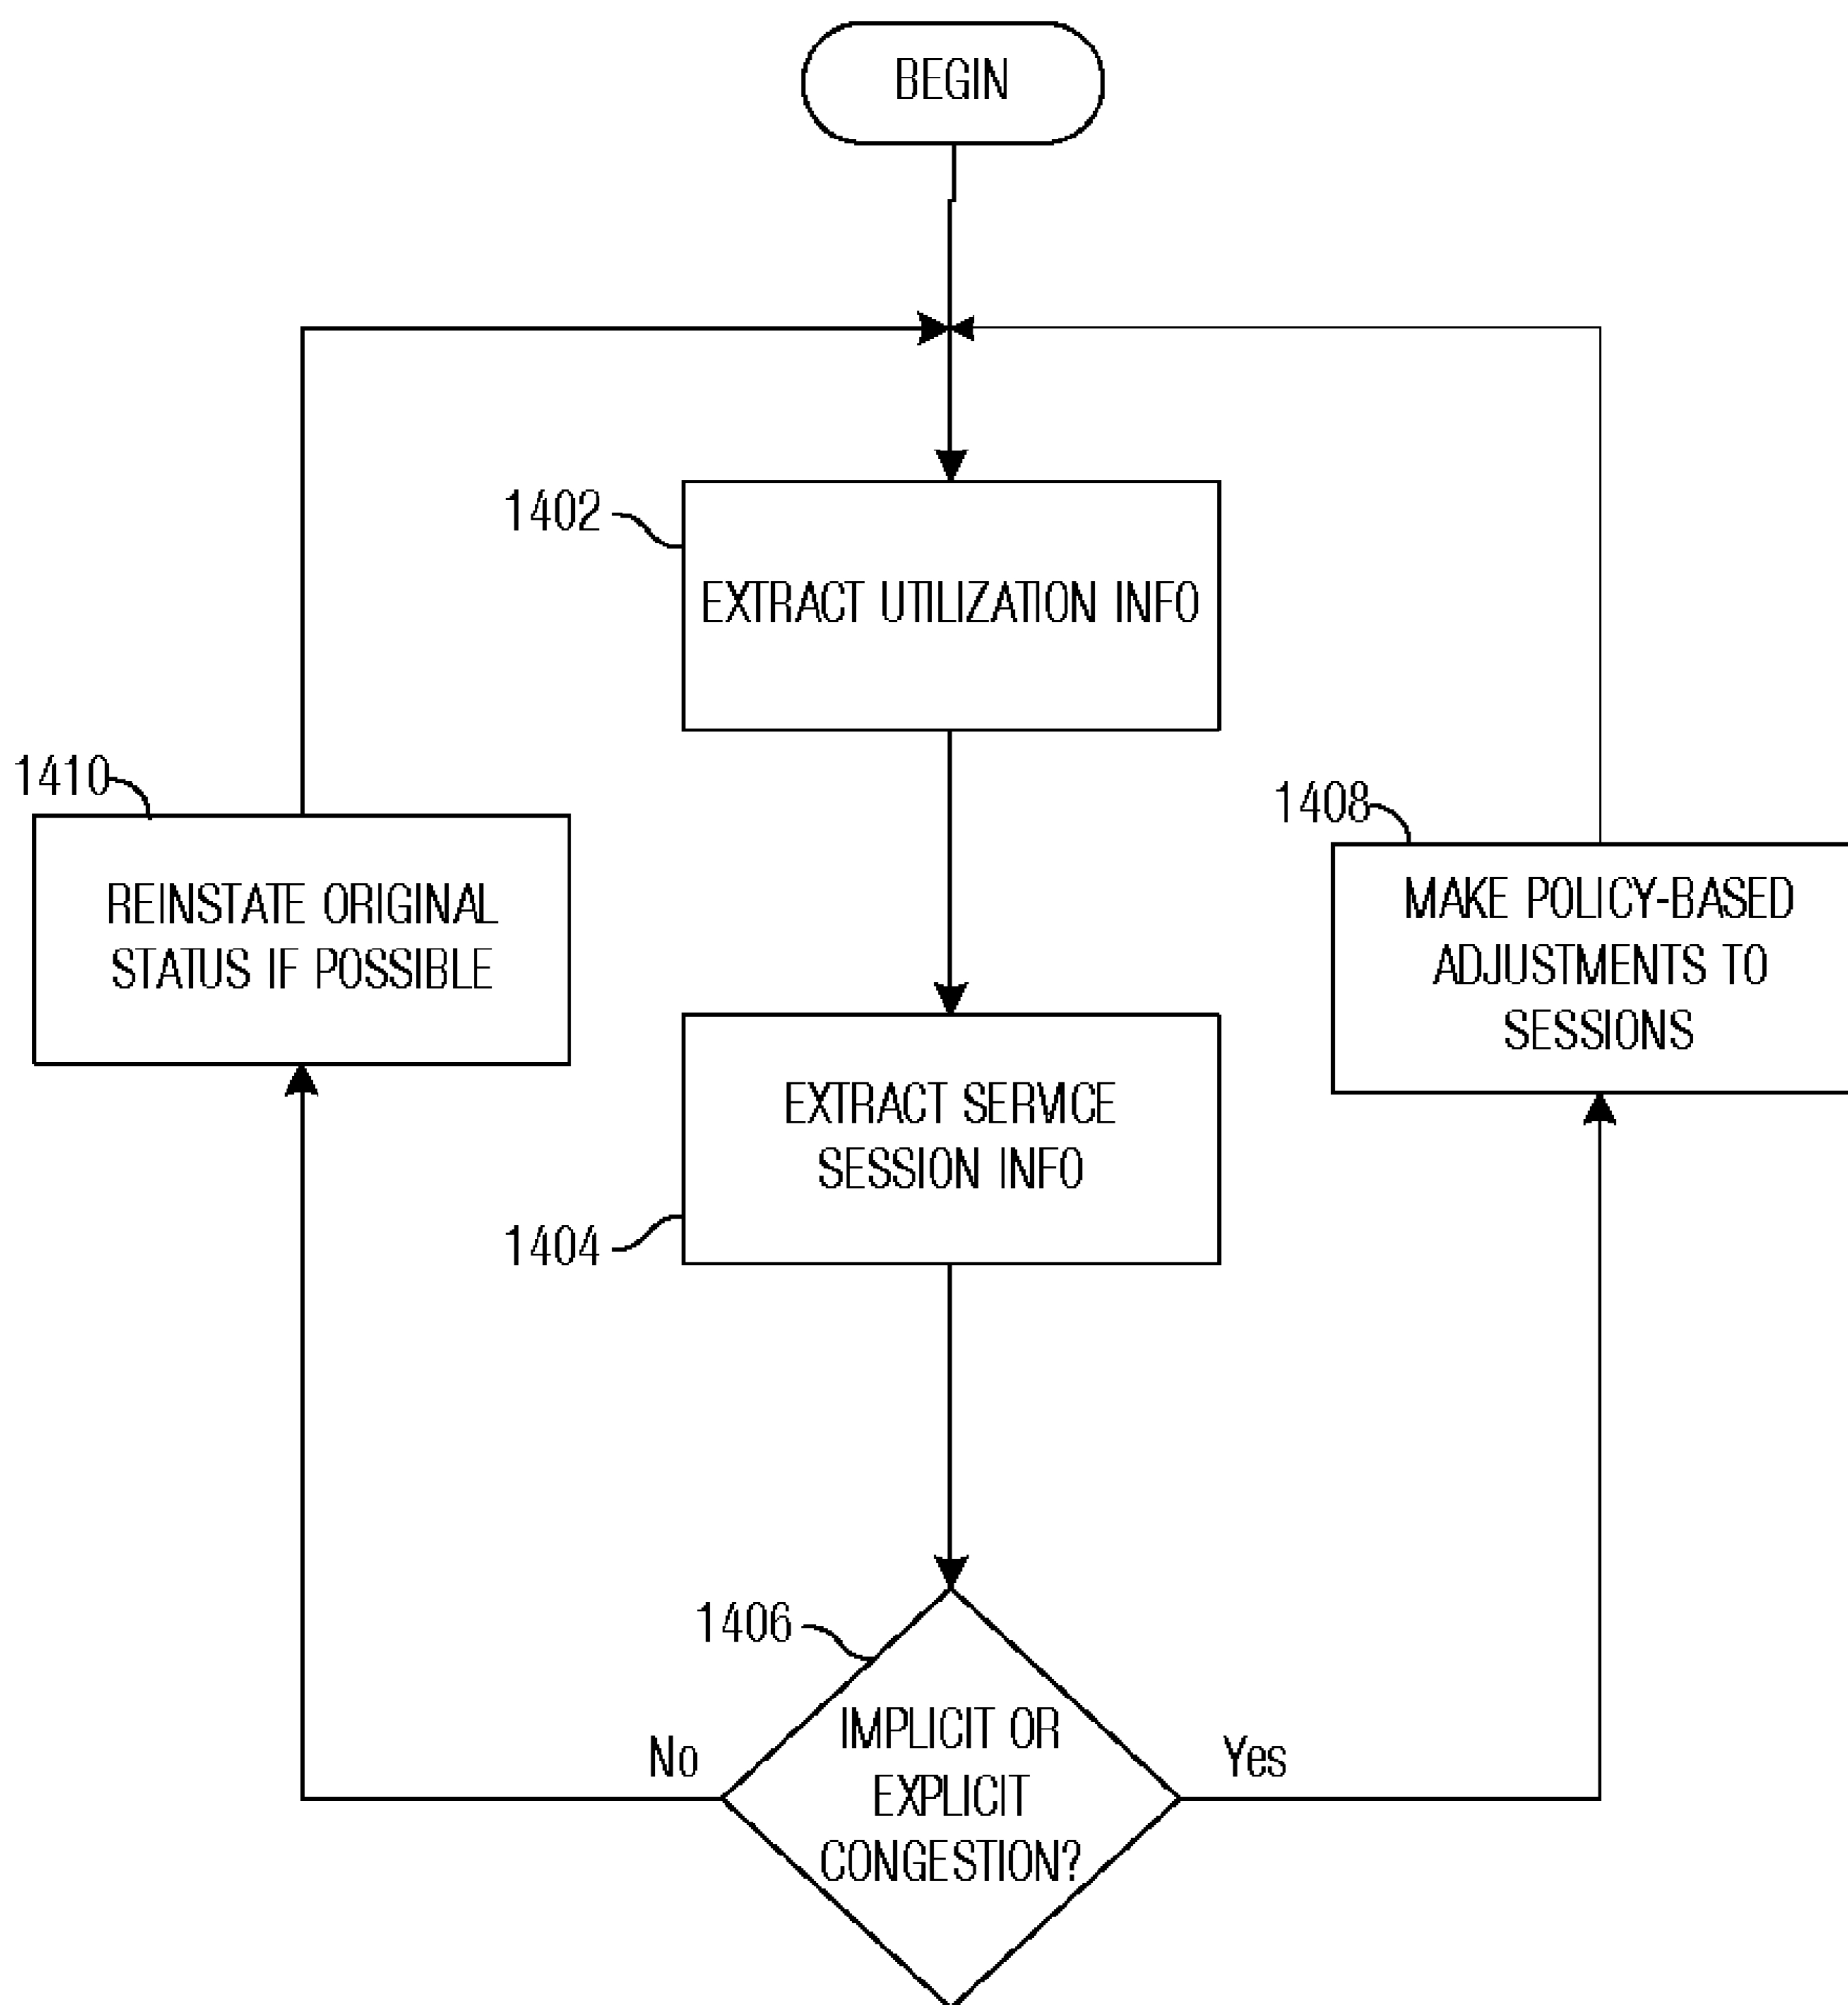 BEGIN
1402
EXTRACT UTILIZATION INFO
1410
REINSTATE ORIGINAL
STATUS IF POSSIBLE
1408
MAKE POLICY-BASED
ADJUSTMENTS TO
SESSIONS
EXTRACT SERVICE
SESSION INFO
1404
1406
IMPLICIT OR
EXPLICIT
CONGESTION?
No
Yes